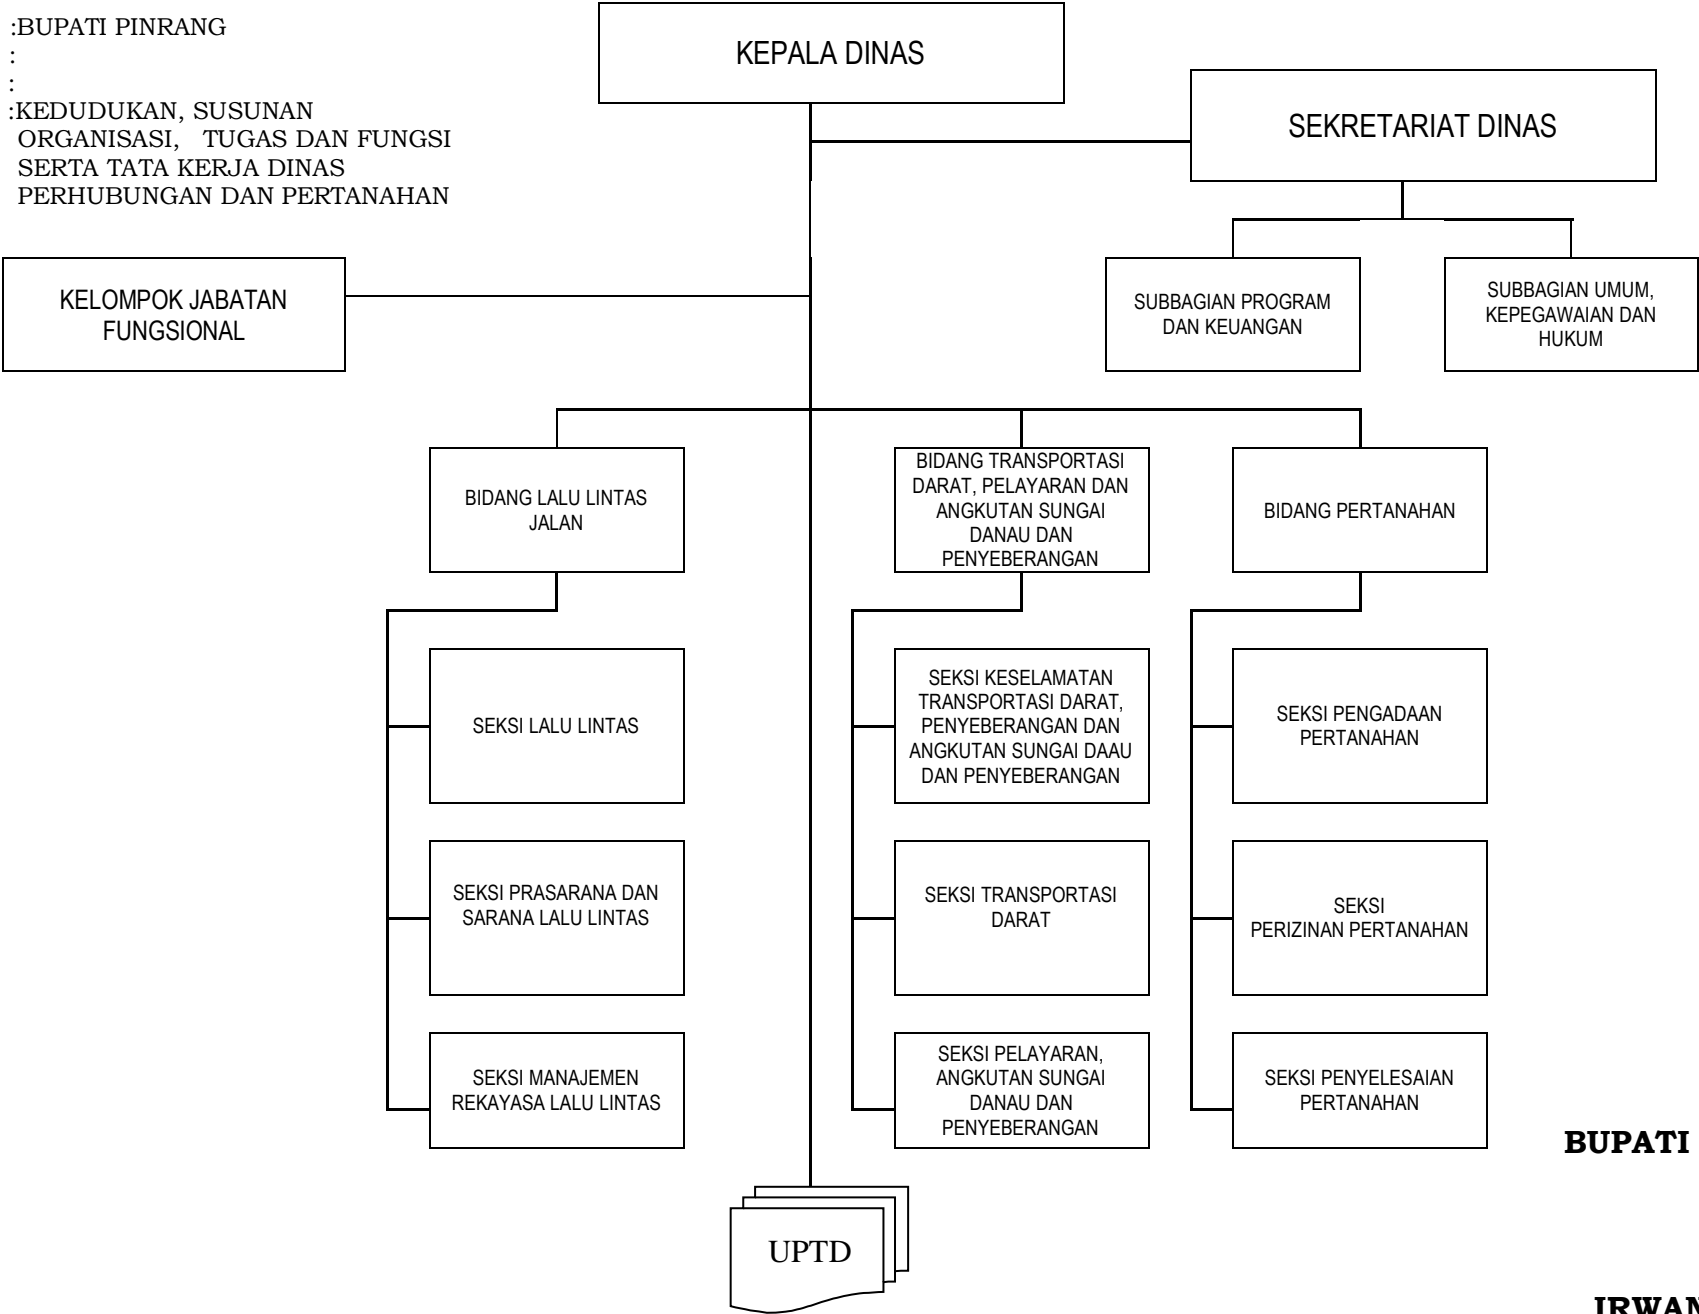 :BUPATI PINRANG
:
:
:KEDUDUKAN, SUSUNAN
ORGANISASI, TUGAS DAN FUNGSI
SERTA TATA KERJA DINAS
PERHUBUNGAN DAN PERTANAHAN
KEPALA DINAS
SEKRETARIAT DINAS
KELOMPOK JABATAN
FUNGSIONAL
SUBBAGIAN PROGRAM
DAN KEUANGAN
SUBBAGIAN UMUM,
KEPEGAWAIAN DAN
HUKUM
BIDANG LALU LINTAS
JALAN
BIDANG TRANSPORTASI
DARAT, PELAYARAN DAN
ANGKUTAN SUNGAI
DANAU DAN
PENYEBERANGAN
BIDANG PERTANAHAN
SEKSI LALU LINTAS
SEKSI KESELAMATAN
TRANSPORTASI DARAT,
PENYEBERANGAN DAN
ANGKUTAN SUNGAI DAAU
DAN PENYEBERANGAN
SEKSI PENGADAAN
PERTANAHAN
SEKSI PRASARANA DAN
SARANA LALU LINTAS
SEKSI TRANSPORTASI
DARAT
SEKSI
PERIZINAN PERTANAHAN
SEKSI MANAJEMEN
REKAYASA LALU LINTAS
SEKSI PELAYARAN,
ANGKUTAN SUNGAI
DANAU DAN
PENYEBERANGAN
SEKSI PENYELESAIAN
PERTANAHAN
BUPATI
UPTD
IRWAN